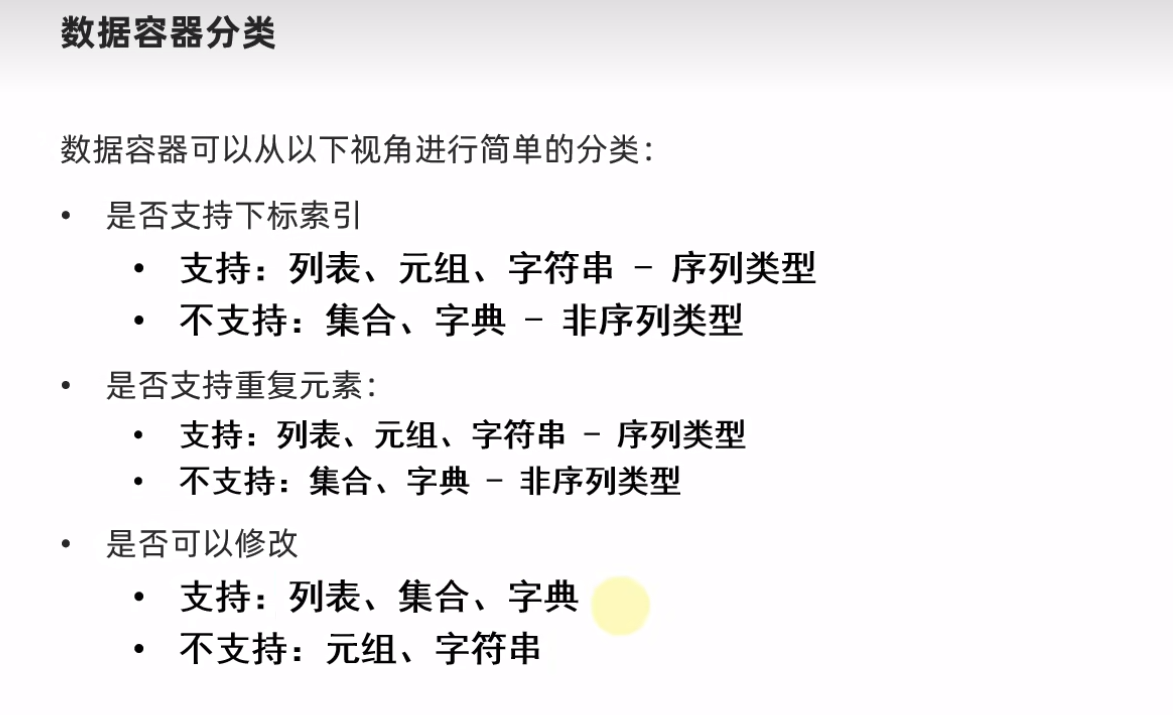 数据容器分类
数据容器可以从以下视角进行简单的分类：
• 是否支持下标索引
• 支持：列表、元组、字符串 - 序列类型
• 不支持：集合、字典 - 非序列类型
• 是否支持重复元素：
• 支持：列表、元组、字符串 - 序列类型
• 不支持：集合、字典 - 非序列类型
• 是否可以修改
• 支持：列表、集合、字典
• 不支持：元组、字符串